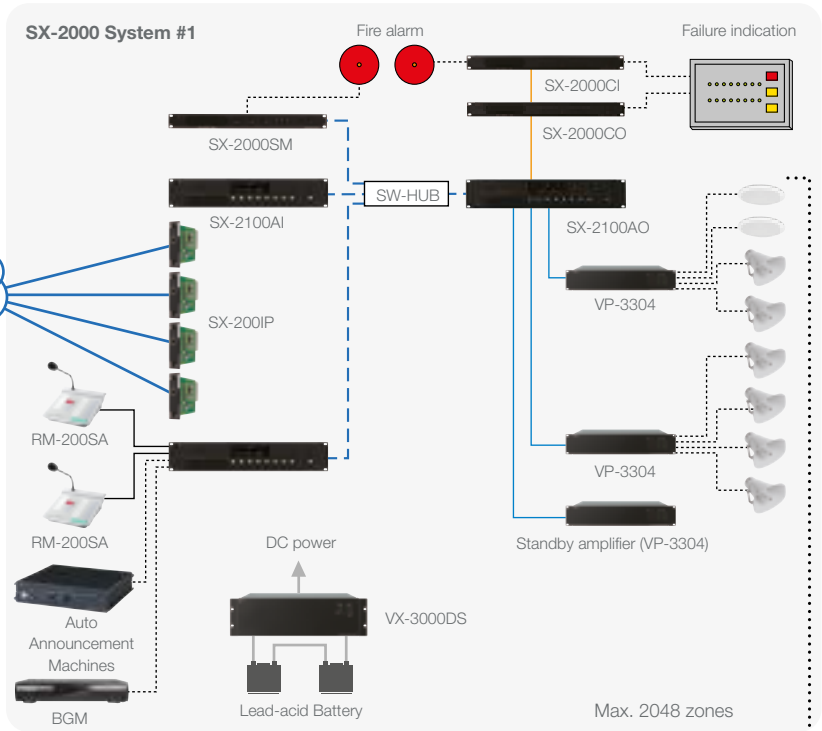 SX-2000 System #1
Fire alarm
Failure indication
SX-2000CI
SX-2000SM
SX-2000CO
SW-HUB
SX-2100AI
SX-2100AO
VP-3304
SX-200IP
RM-200SA
VP-3304
RM-200SA
DC power
Standby amplifier (VP-3304)
Auto
Announcement
Machines
VX-3000DS
BGM
Lead-acid Battery
Max. 2048 zones